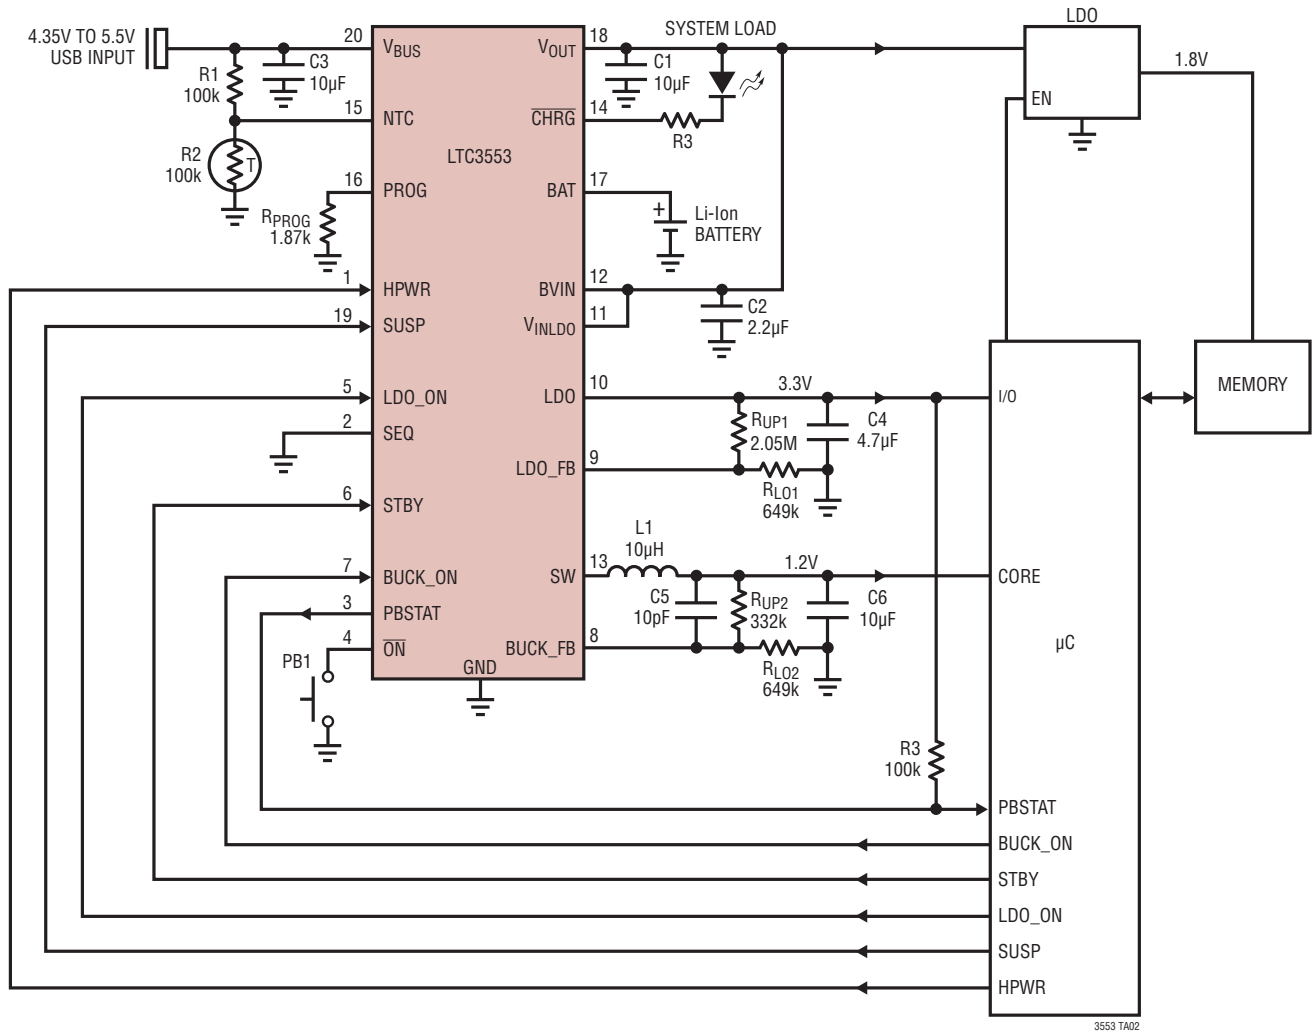 LDO
4.35V TO 5.5V
USB INPUT
20
VBUS
VOUT
18
SYSTEM LOAD
1.8V
R1
100k
C3
10µF
C1
10µF
EN
15
NTC
CHRG
14
R3
LTC3553
R2
100k
T
16
PROG
BAT
17
RPROG
1.87k
+
Li-Ion
BATTERY
1
HPWR
BVIN
12
19
SUSP
VINLDO
11
C2
2.2µF
5
LDO_ON
LDO
10
3.3V
I/O
MEMORY
2
SEQ
RUP1
2.05M
C4
4.7µF
LDO_FB
9
RLO1
649k
6
STBY
L1
10µH
7
BUCK_ON
SW
13
1.2V
CORE
3
PBSTAT
C5
10pF
RUP2
332k
C6
10µF
4
ON
BUCK_FB
8
µC
PB1
GND
RLO2
649k
R3
100k
PBSTAT
BUCK_ON
STBY
LDO_ON
SUSP
HPWR
3553 TA02